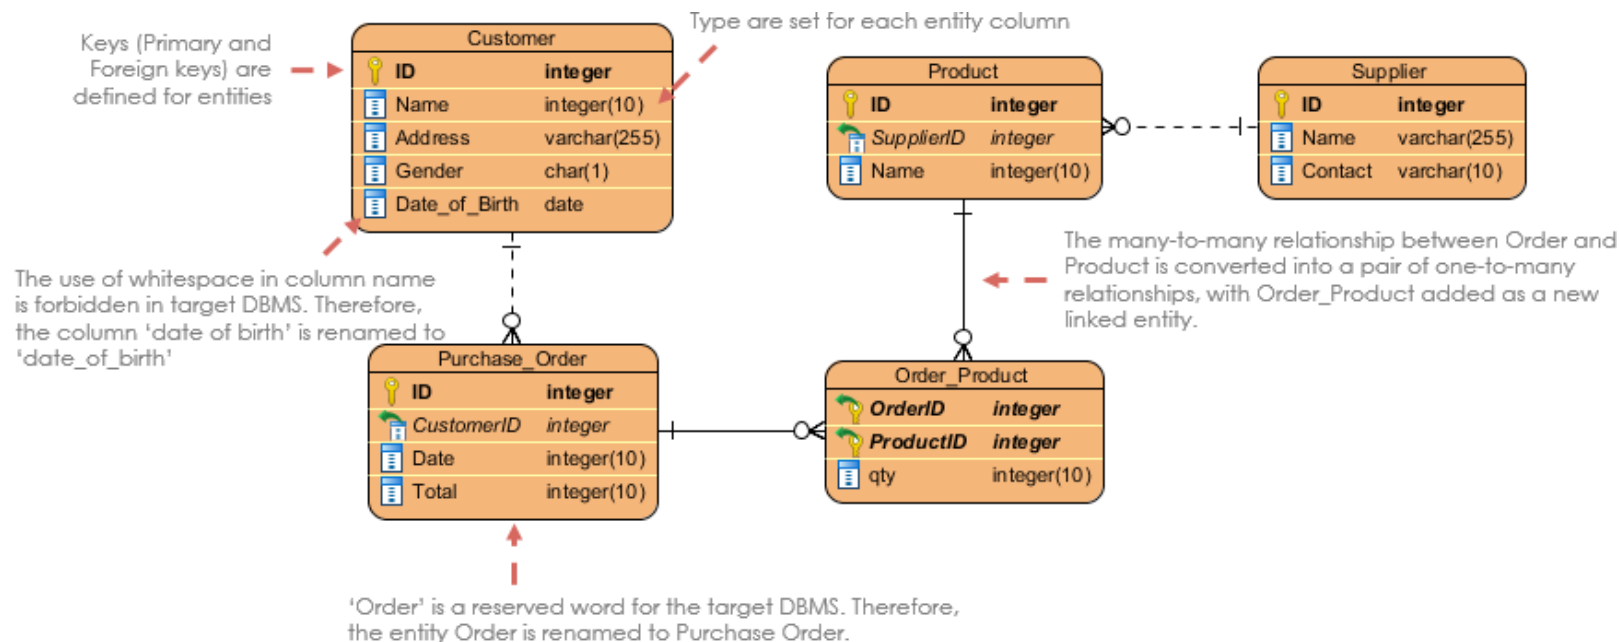 Type are set for each entity column
Keys (Primary and
Foreign keys) are
defined for entities
Customer
ID integer
Name integer(10)
Address varchar(255)
Gender char(1)
Date_of_Birth date
Product
ID integer
SupplierID integer
Name integer(10)
Supplier
ID integer
Name varchar(255)
Contact varchar(10)
The use of whitespace in column name
is forbidden in target DBMS. Therefore,
the column ‘date of birth’ is renamed to
‘date_of_birth’
The many-to-many relationship between Order and
Product is converted into a pair of one-to-many
relationships, with Order_Product added as a new
linked entity.
Purchase_Order
ID integer
CustomerID integer
Date integer(10)
Total integer(10)
Order_Product
OrderID integer
ProductID integer
qty integer(10)
‘Order’ is a reserved word for the target DBMS. Therefore,
the entity Order is renamed to Purchase Order.